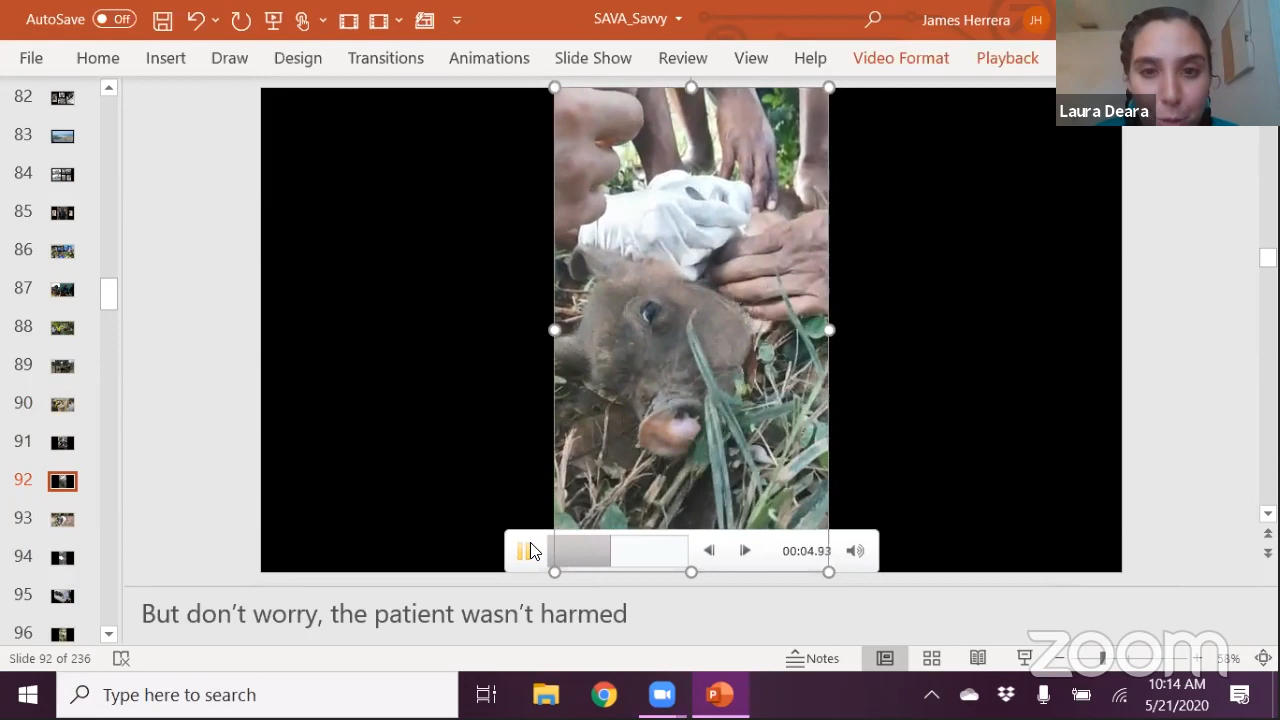 AutoSave Off SAVA_Savvy James Herrera JH
File Home Insert Draw Design Transitions Animations Slide Show Review View Help Video Format Playback
Laura Deara
82
83
84
85
86
87
88
89
90
91
92
93
94
95
96
00:04.93
But don't worry, the patient wasn't harmed
Slide 92 of 236 Notes 58%
zoom
Type here to search
10:14 AM
5/21/2020